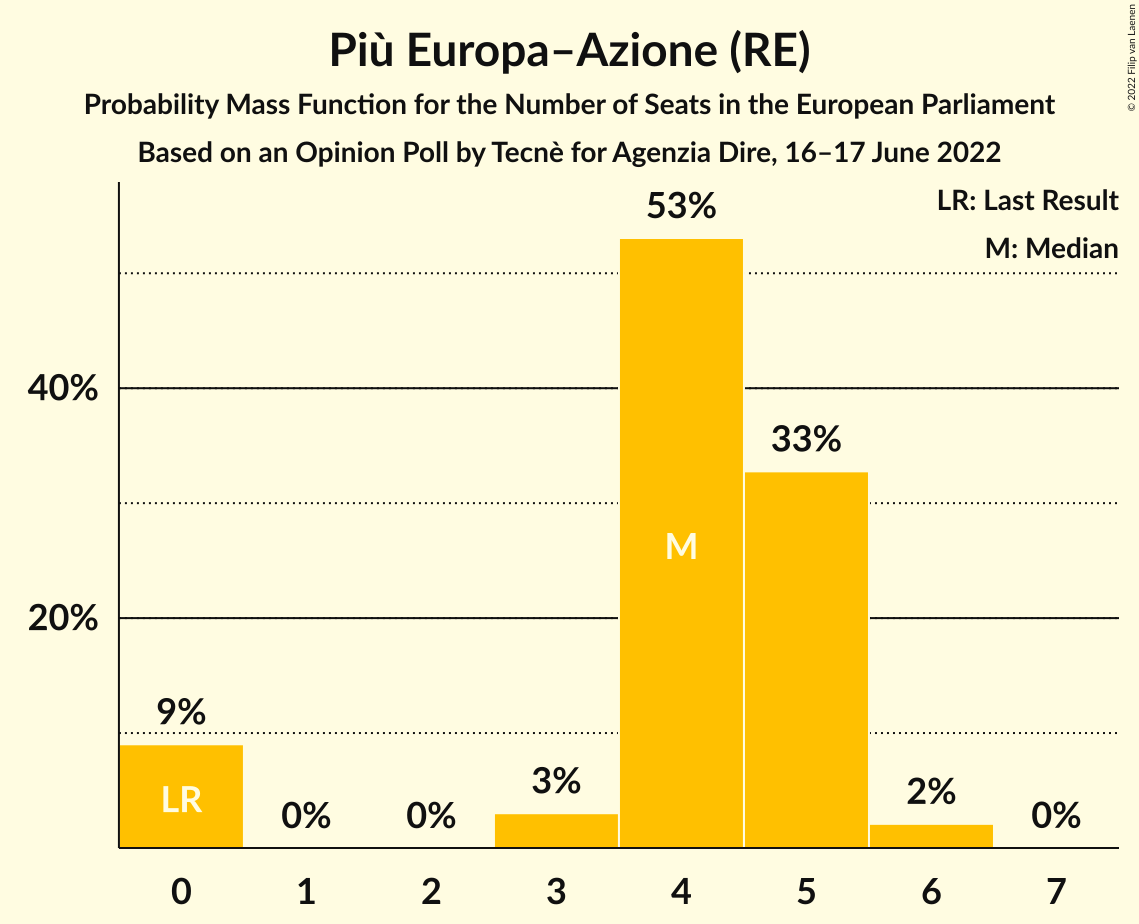 Più Europa–Azione (RE)
Probability Mass Function for the Number of Seats in the European Parliament
Based on an Opinion Poll by Tecnè for Agenzia Dire, 16–17 June 2022
© 2022 Filip van Laenen
LR: Last Result
M: Median
53%
40%
33%
M
20%
9%
LR
0%
0%
3%
2%
0%
0 1 2 3 4 5 6 7